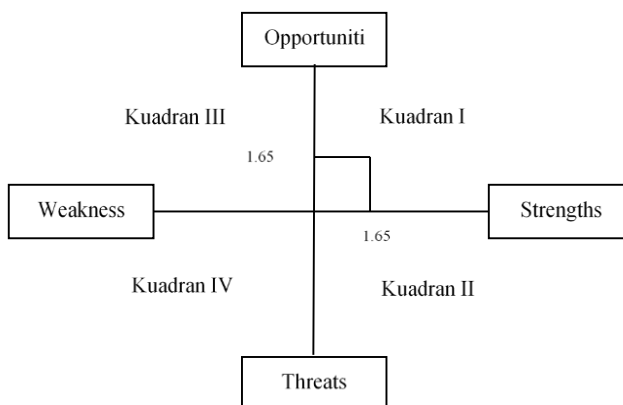 Opportuniti
Kuadran III
Kuadran I
1.65
Weakness
Strengths
1.65
Kuadran IV
Kuadran II
Threats